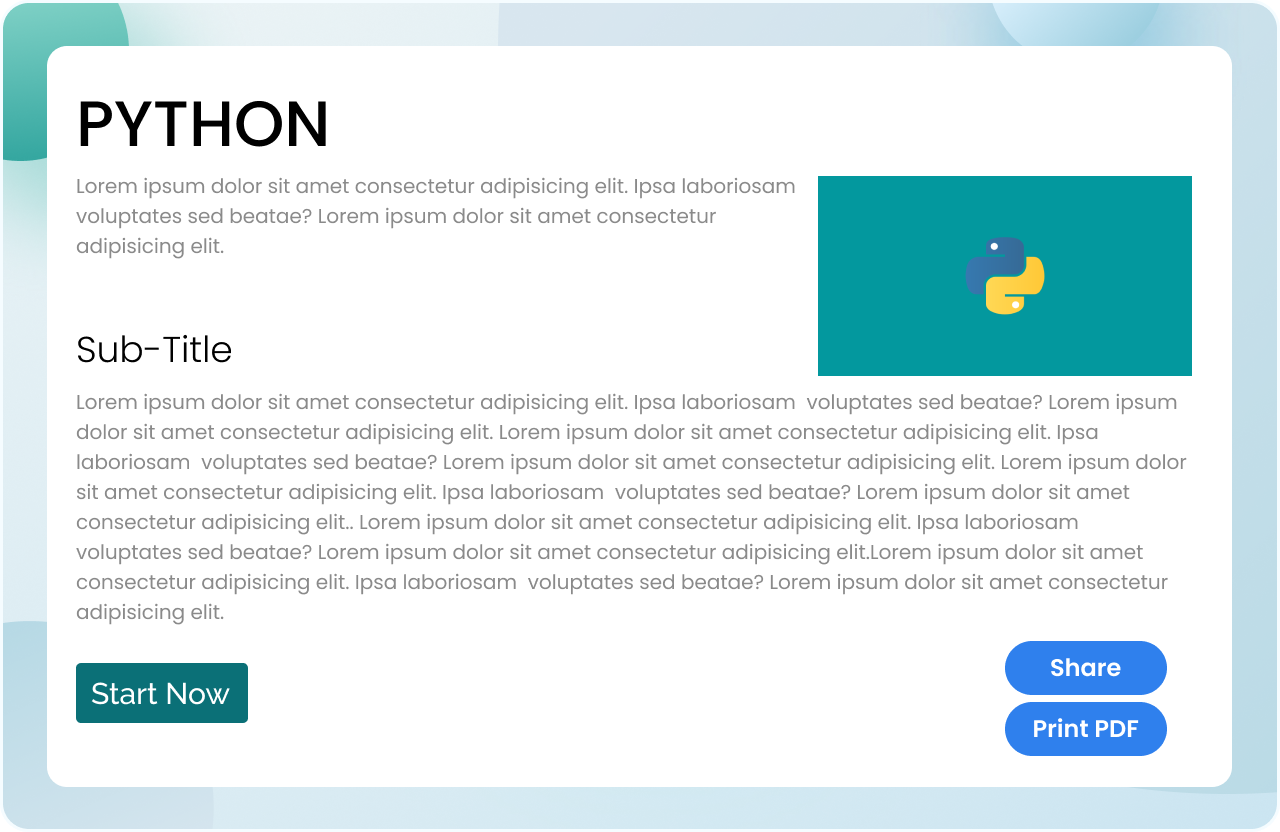 PYTHON
Lorem ipsum dolor sit amet consectetur adipisicing elit. Ipsa laboriosam
voluptates sed beatae? Lorem ipsum dolor sit amet consectetur
adipisicing elit.
Sub-Title
Lorem ipsum dolor sit amet consectetur adipisicing elit. Ipsa laboriosam  voluptates sed beatae? Lorem ipsum
dolor sit amet consectetur adipisicing elit. Lorem ipsum dolor sit amet consectetur adipisicing elit. Ipsa
laboriosam  voluptates sed beatae? Lorem ipsum dolor sit amet consectetur adipisicing elit. Lorem ipsum dolor
sit amet consectetur adipisicing elit. Ipsa laboriosam  voluptates sed beatae? Lorem ipsum dolor sit amet
consectetur adipisicing elit.. Lorem ipsum dolor sit amet consectetur adipisicing elit. Ipsa laboriosam
voluptates sed beatae? Lorem ipsum dolor sit amet consectetur adipisicing elit.Lorem ipsum dolor sit amet
consectetur adipisicing elit. Ipsa laboriosam  voluptates sed beatae? Lorem ipsum dolor sit amet consectetur
adipisicing elit.
Share
Start Now
Print PDF